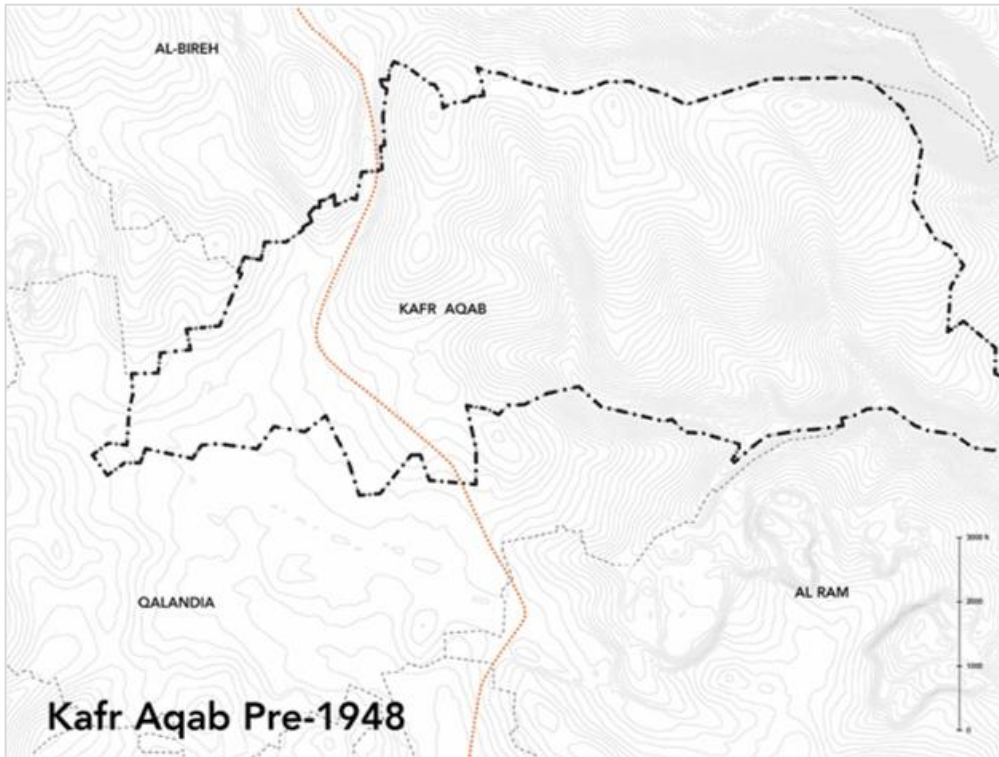 AL-BIREH
KAFR AQAB
3000 ft
QALANDIA
AL RAM
2000
1000
0
Kafr Aqab Pre-1948